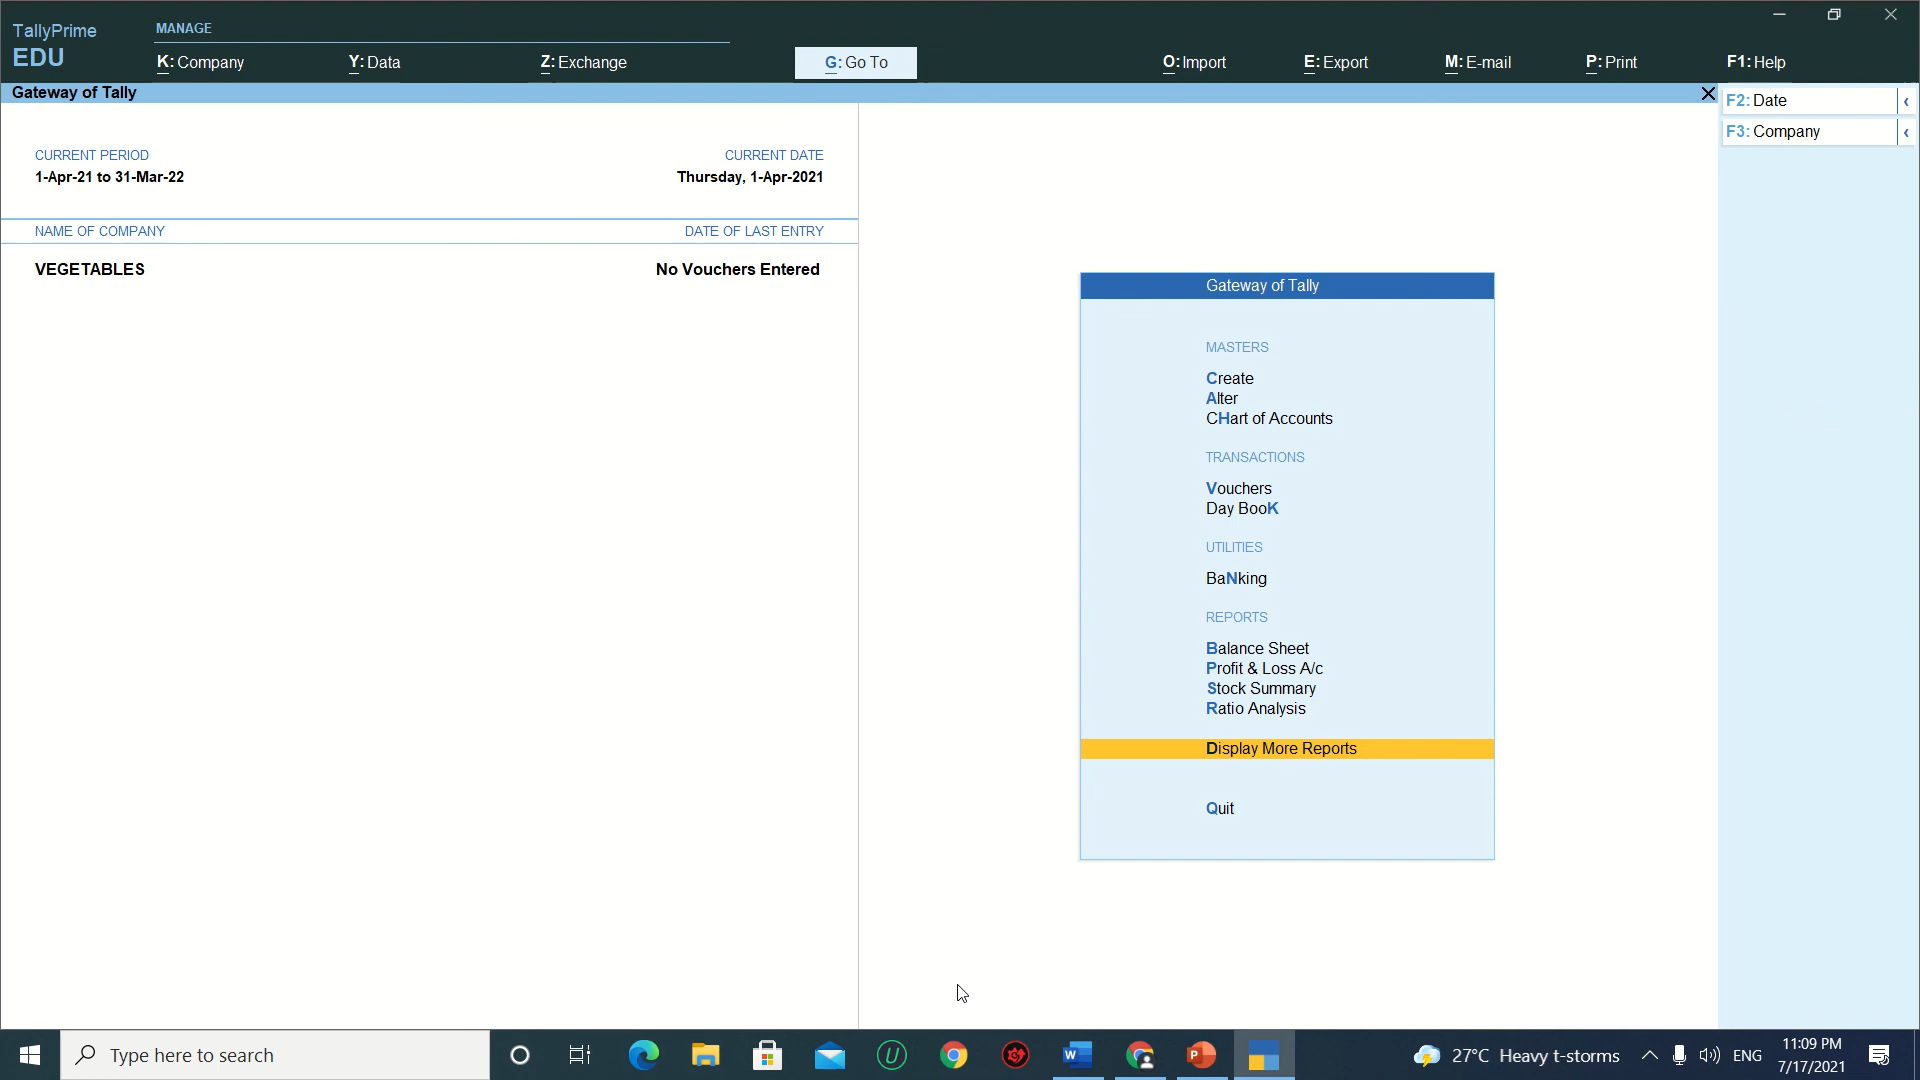 TallyPrime
EDU
MANAGE
K: Company
Y: Data
Z: Exchange
G: Go To
O: Import
E: Export
M: E-mail
P: Print
F1: Help
Gateway of Tally
F2: Date
F3: Company
CURRENT PERIOD
CURRENT DATE
1-Apr-21 to 31-Mar-22
Thursday, 1-Apr-2021
NAME OF COMPANY
DATE OF LAST ENTRY
VEGETABLES
No Vouchers Entered
Gateway of Tally
MASTERS
Create
Alter
CHart of Accounts
TRANSACTIONS
Vouchers
Day BooK
UTILITIES
BaNking
REPORTS
Balance Sheet
Profit & Loss A/c
Stock Summary
Ratio Analysis
Display More Reports
Quit
Type here to search
27°C Heavy t-storms
ENG
11:09 PM
7/17/2021